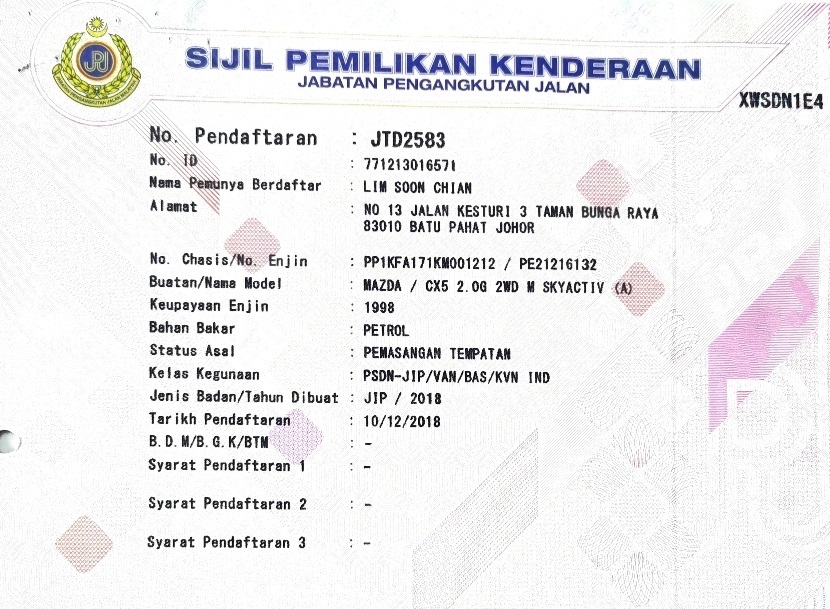 SIJIL PEMILIKAN KENDERAAN
JABATAN PENGANGKUTAN JALAN
XWSDN1E4
No. Pendaftaran : JTD2583
No. ID : 771213016571
Nama Pemunya Berdaftar : LIM SOON CHIAN
Alamat : NO 13 JALAN KESTURI 3 TAMAN BUNGA RAYA
83010 BATU PAHAT JOHOR
No. Chasis/No. Enjin : PP1KFA171KM001212 / PE21216132
Buatan/Nama Model : MAZDA / CX5 2.0G 2WD M SKYACTIV (A)
Keupayaan Enjin : 1998
Bahan Bakar : PETROL
Status Asal : PEMASANGAN TEMPATAN
Kelas Kegunaan : PSDN-JIP/VAN/BAS/KVN IND
Jenis Badan/Tahun Dibuat : JIP / 2018
Tarikh Pendaftaran : 10/12/2018
B.D.M/B.G.K/BTM : -
Syarat Pendaftaran 1 : -
Syarat Pendaftaran 2 : -
Syarat Pendaftaran 3 : -